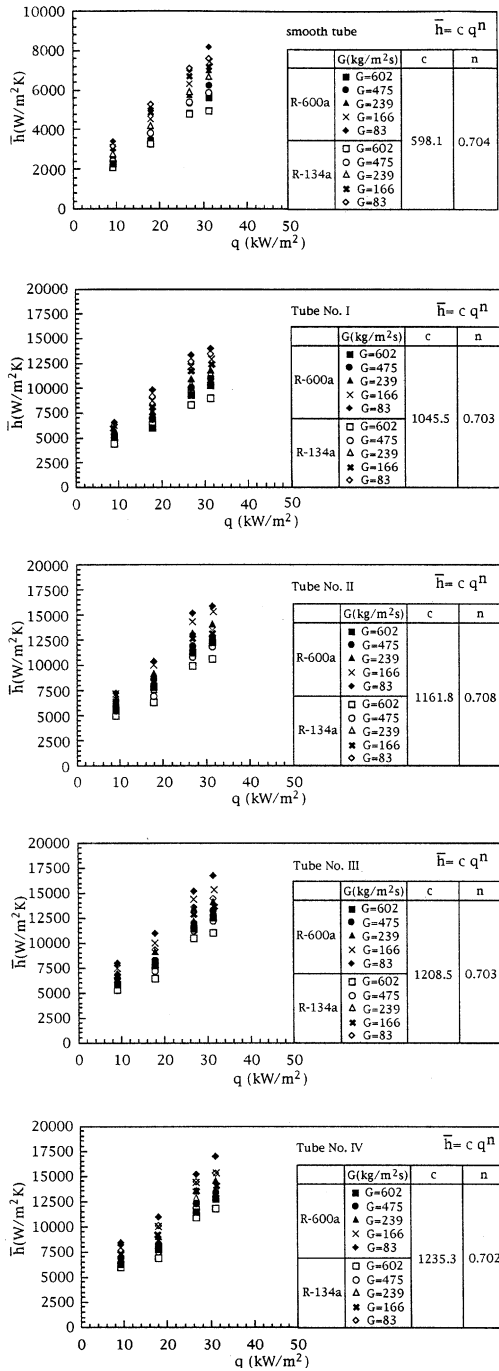 smooth tube
h̅= c qⁿ
G(kg/m²s) c n
R-600a
■ G=602
● G=475
▲ G=239
× G=166
◆ G=83
598.1 0.704
R-134a
□ G=602
○ G=475
△ G=239
✖ G=166
◇ G=83
h̅(W/m²K)
10000
8000
6000
4000
2000
0
0 10 20 30 40 50
q (kW/m²)
Tube No. I
h̅= c qⁿ
G(kg/m²s) c n
R-600a
■ G=602
● G=475
▲ G=239
× G=166
◆ G=83
1045.5 0.703
R-134a
□ G=602
○ G=475
△ G=239
✖ G=166
◇ G=83
h̅(W/m²K)
20000
17500
15000
12500
10000
7500
5000
2500
0
0 10 20 30 40 50
q (kW/m²)
Tube No. II
h̅= c qⁿ
G(kg/m²s) c n
R-600a
■ G=602
● G=475
▲ G=239
× G=166
◆ G=83
1161.8 0.708
R-134a
□ G=602
○ G=475
△ G=239
✖ G=166
◇ G=83
h̅(W/m²K)
20000
17500
15000
12500
10000
7500
5000
2500
0
0 10 20 30 40 50
q (kW/m²)
Tube No. III
h̅= c qⁿ
G(kg/m²s) c n
R-600a
■ G=602
● G=475
▲ G=239
× G=166
◆ G=83
1208.5 0.703
R-134a
□ G=602
○ G=475
△ G=239
✖ G=166
◇ G=83
h̅(W/m²K)
20000
17500
15000
12500
10000
7500
5000
2500
0
0 10 20 30 40 50
q (kW/m²)
Tube No. IV
h̅= c qⁿ
G(kg/m²s) c n
R-600a
■ G=602
● G=475
▲ G=239
× G=166
◆ G=83
1235.3 0.702
R-134a
□ G=602
○ G=475
△ G=239
✖ G=166
◇ G=83
h̅(W/m²K)
20000
17500
15000
12500
10000
7500
5000
2500
0
0 10 20 30 40 50
q (kW/m²)